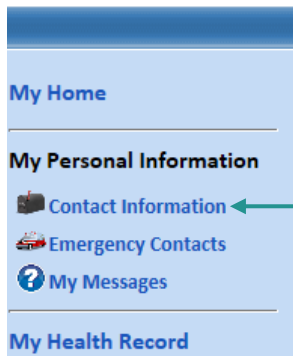 My Home
My Personal Information
Contact Information
Emergency Contacts
My Messages
My Health Record